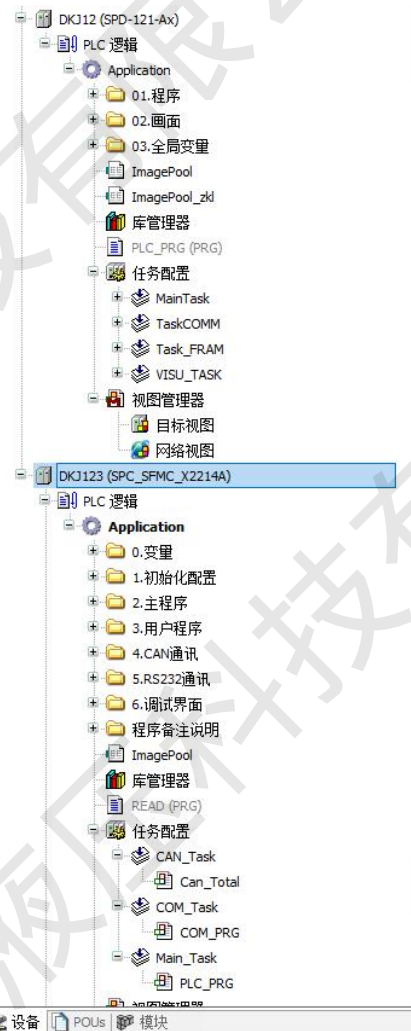 DKJ12 (SPD-121-Ax)
PLC 逻辑
Application
01.程序
02.画面
03.全局变量
ImagePool
ImagePool_zkl
库管理器
PLC_PRG (PRG)
任务配置
MainTask
TaskCOMM
Task_FRAM
VISU_TASK
视图管理器
目标视图
网络视图
DKJ123 (SPC_SFMC_X2214A)
PLC 逻辑
Application
0.变量
1.初始化配置
2.主程序
3.用户程序
4.CAN通讯
5.RS232通讯
6.调试界面
程序备注说明
ImagePool
库管理器
READ (PRG)
任务配置
CAN_Task
Can_Total
COM_Task
COM_PRG
Main_Task
PLC_PRG
设备 POUs 模块